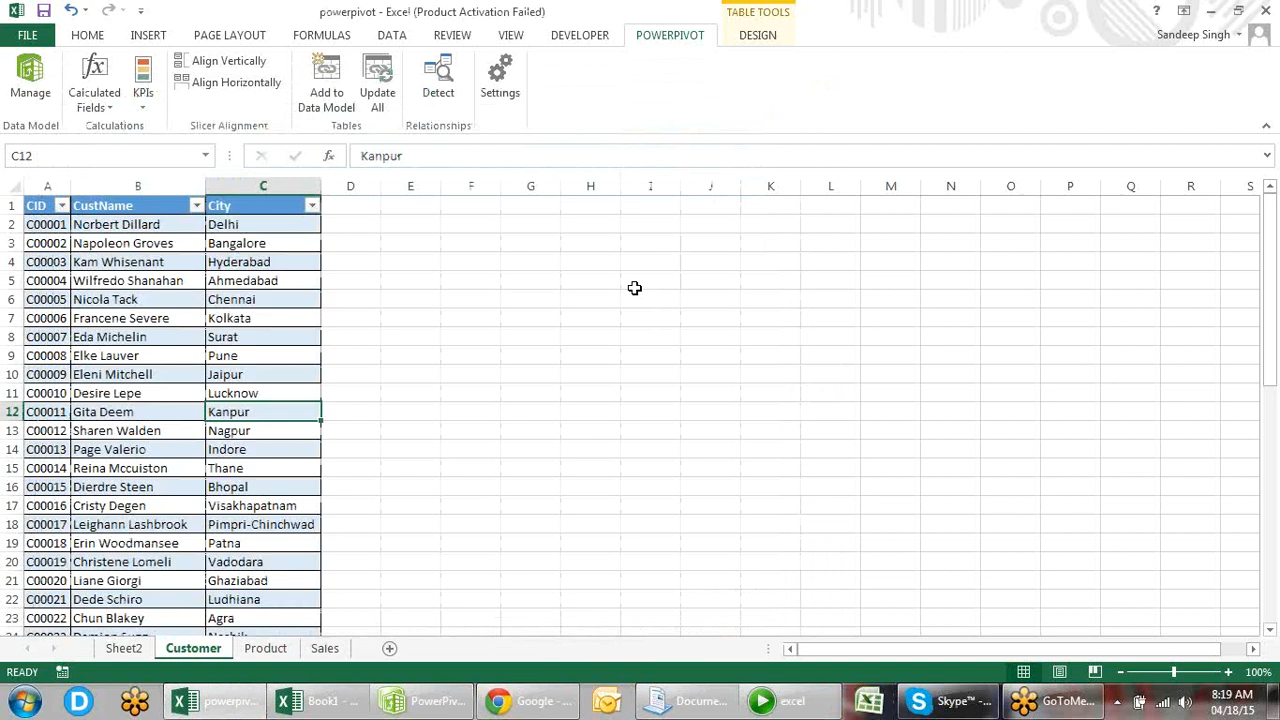 powerpivot - Excel (Product Activation Failed)
TABLE TOOLS
FILE HOME INSERT PAGE LAYOUT FORMULAS DATA REVIEW VIEW DEVELOPER POWERPIVOT DESIGN
Sandeep Singh
Manage
Calculated Fields
KPIs
Align Vertically
Align Horizontally
Add to Data Model
Update All
Detect
Settings
Data Model Calculations Slicer Alignment Tables Relationships
C12 fx Kanpur
A B C D E F G H I J K L M N O P Q R S
1 CID CustName City
2 C00001 Norbert Dillard Delhi
3 C00002 Napoleon Groves Bangalore
4 C00003 Kam Whisenant Hyderabad
5 C00004 Wilfredo Shanahan Ahmedabad
6 C00005 Nicola Tack Chennai
7 C00006 Francene Severe Kolkata
8 C00007 Eda Michelin Surat
9 C00008 Elke Lauver Pune
10 C00009 Eleni Mitchell Jaipur
11 C00010 Desire Lepe Lucknow
12 C00011 Gita Deem Kanpur
13 C00012 Sharen Walden Nagpur
14 C00013 Page Valerio Indore
15 C00014 Reina Mccuiston Thane
16 C00015 Dierdre Steen Bhopal
17 C00016 Cristy Degen Visakhapatnam
18 C00017 Leighann Lashbrook Pimpri-Chinchwad
19 C00018 Erin Woodmansee Patna
20 C00019 Christene Lomeli Vadodara
21 C00020 Liane Giorgi Ghaziabad
22 C00021 Dede Schiro Ludhiana
23 C00022 Chun Blakey Agra
Sheet2 Customer Product Sales
READY 100%
powerpiv... Book1 - ... PowerPiv... Google - ... Docume... excel Skype™ -... GoToMe... 8:19 AM
04/18/15